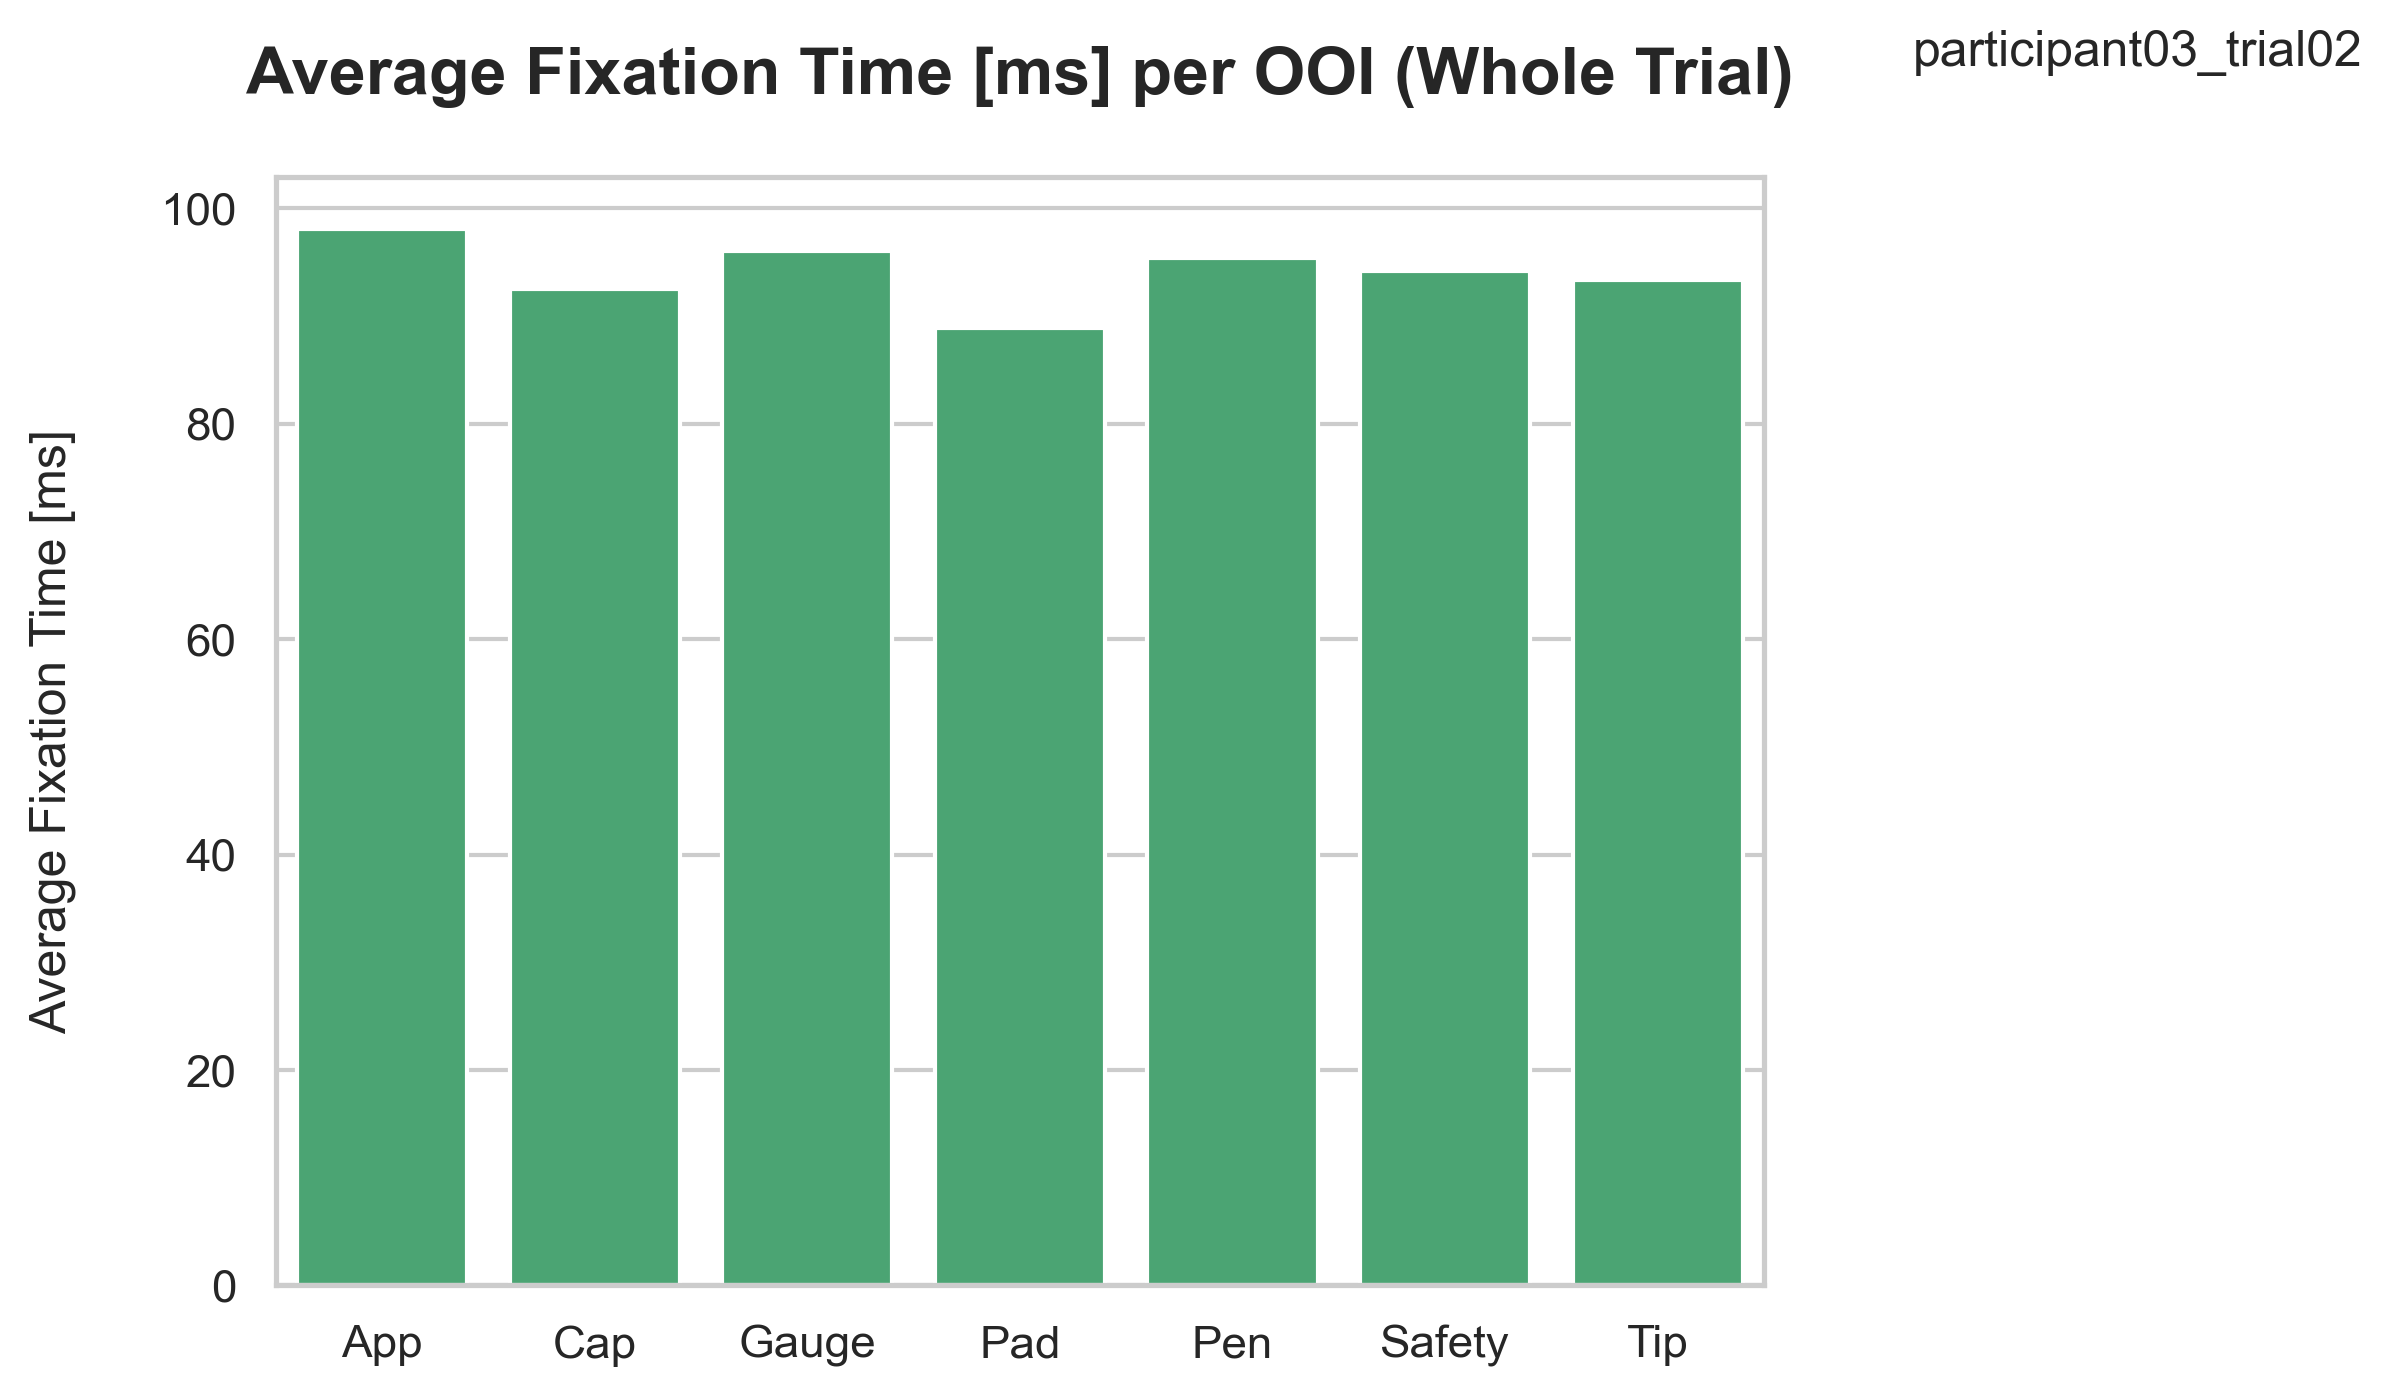 participant03_trial02
Average Fixation Time [ms] per OOI (Whole Trial)
Average Fixation Time [ms]
100
80
60
40
20
0
App Cap Gauge Pad Pen Safety Tip